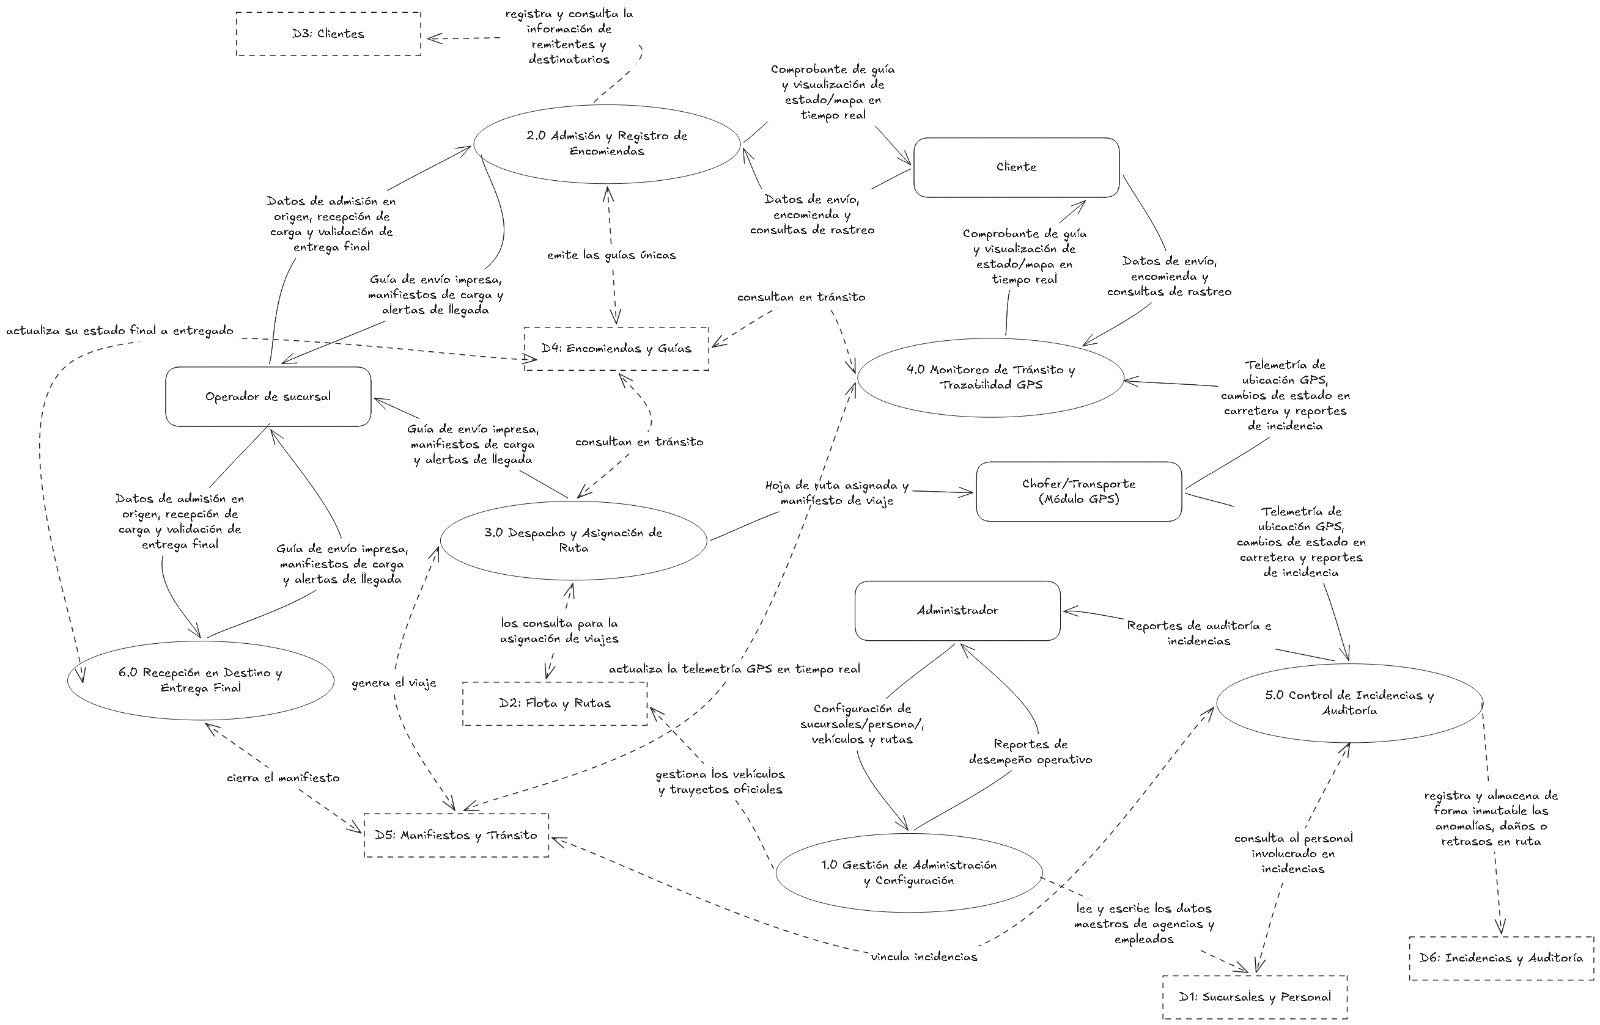 registra y consulta la
información de
remitentes y
destinatarios
D3: Clientes
Comprobante de guía
y visualización de
estado/mapa en
tiempo real
2.0 Admisión y Registro de
Encomiendas
Cliente
Datos de admisión en
origen, recepción de
carga y validación de
entrega final
Datos de envío,
encomienda y
consultas de rastreo
Comprobante de guía
y visualización de
estado/mapa en
tiempo real
Datos de envío,
encomienda y
consultas de rastreo
emite las guías únicas
Guía de envío impresa,
manifiestos de carga y
alertas de llegada
consultan en tránsito
actualiza su estado final a entregado
D4: Encomiendas y Guías
4.0 Monitoreo de Tránsito y
Trazabilidad GPS
Telemetría de
ubicación GPS,
cambios de estado en
carretera y reportes
de incidencia
Operador de sucursal
Guía de envío impresa,
manifiestos de carga
y alertas de llegada
consultan en tránsito
Hoja de ruta asignada y
manifiesto de viaje
Chofer/Transporte
(Módulo GPS)
Datos de admisión en
origen, recepción de
carga y validación de
entrega final
Telemetría de
ubicación GPS,
cambios de estado en
carretera y reportes
de incidencia
3.0 Despacho y Asignación de
Ruta
Guía de envío impresa,
manifiestos de carga
y alertas de llegada
Administrador
los consulta para la
asignación de viajes
Reportes de auditoría e
incidencias
6.0 Recepción en Destino y
Entrega Final
genera el viaje
actualiza la telemetría GPS en tiempo real
D2: Flota y Rutas
Configuración de
sucursales/persona/,
vehículos y rutas
5.0 Control de Incidencias y
Auditoría
Reportes de
desempeño operativo
cierra el manifiesto
gestiona los vehículos
y trayectos oficiales
registra y almacena de
forma inmutable las
anomalías, daños o
retrasos en ruta
D5: Manifiestos y Tránsito
consulta al personal
involucrado en
incidencias
1.0 Gestión de Administración
y Configuración
lee y escribe los datos
maestros de agencias y
empleados
vincula incidencias
D6: Incidencias y Auditoría
D1: Sucursales y Personal